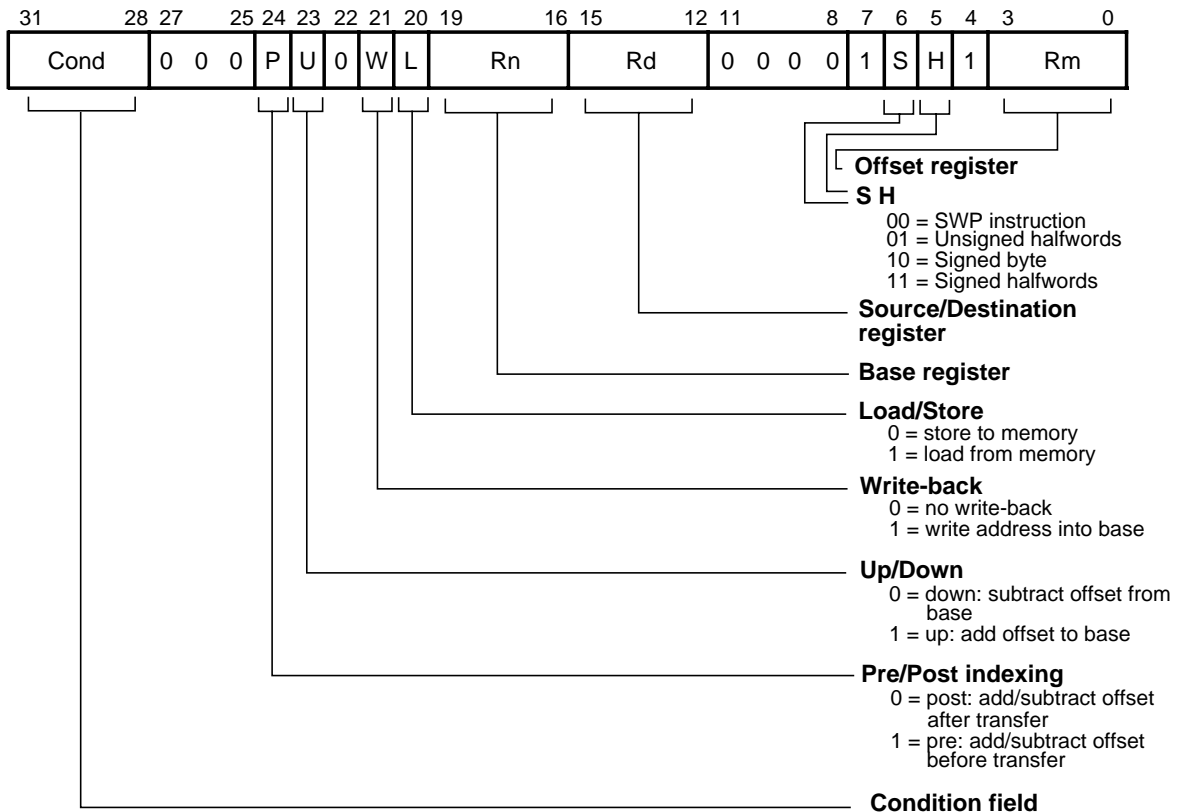 31 28 27 25 24 23 22 21 20 19 16 15 12 11 8 7 6 5 4 3 0
Cond 0 0 0 P U 0 W L Rn Rd 0 0 0 0 1 S H 1 Rm
Offset register
S H
00 = SWP instruction
01 = Unsigned halfwords
10 = Signed byte
11 = Signed halfwords
Source/Destination
register
Base register
Load/Store
0 = store to memory
1 = load from memory
Write-back
0 = no write-back
1 = write address into base
Up/Down
0 = down: subtract offset from
base
1 = up: add offset to base
Pre/Post indexing
0 = post: add/subtract offset
after transfer
1 = pre: add/subtract offset
before transfer
Condition field